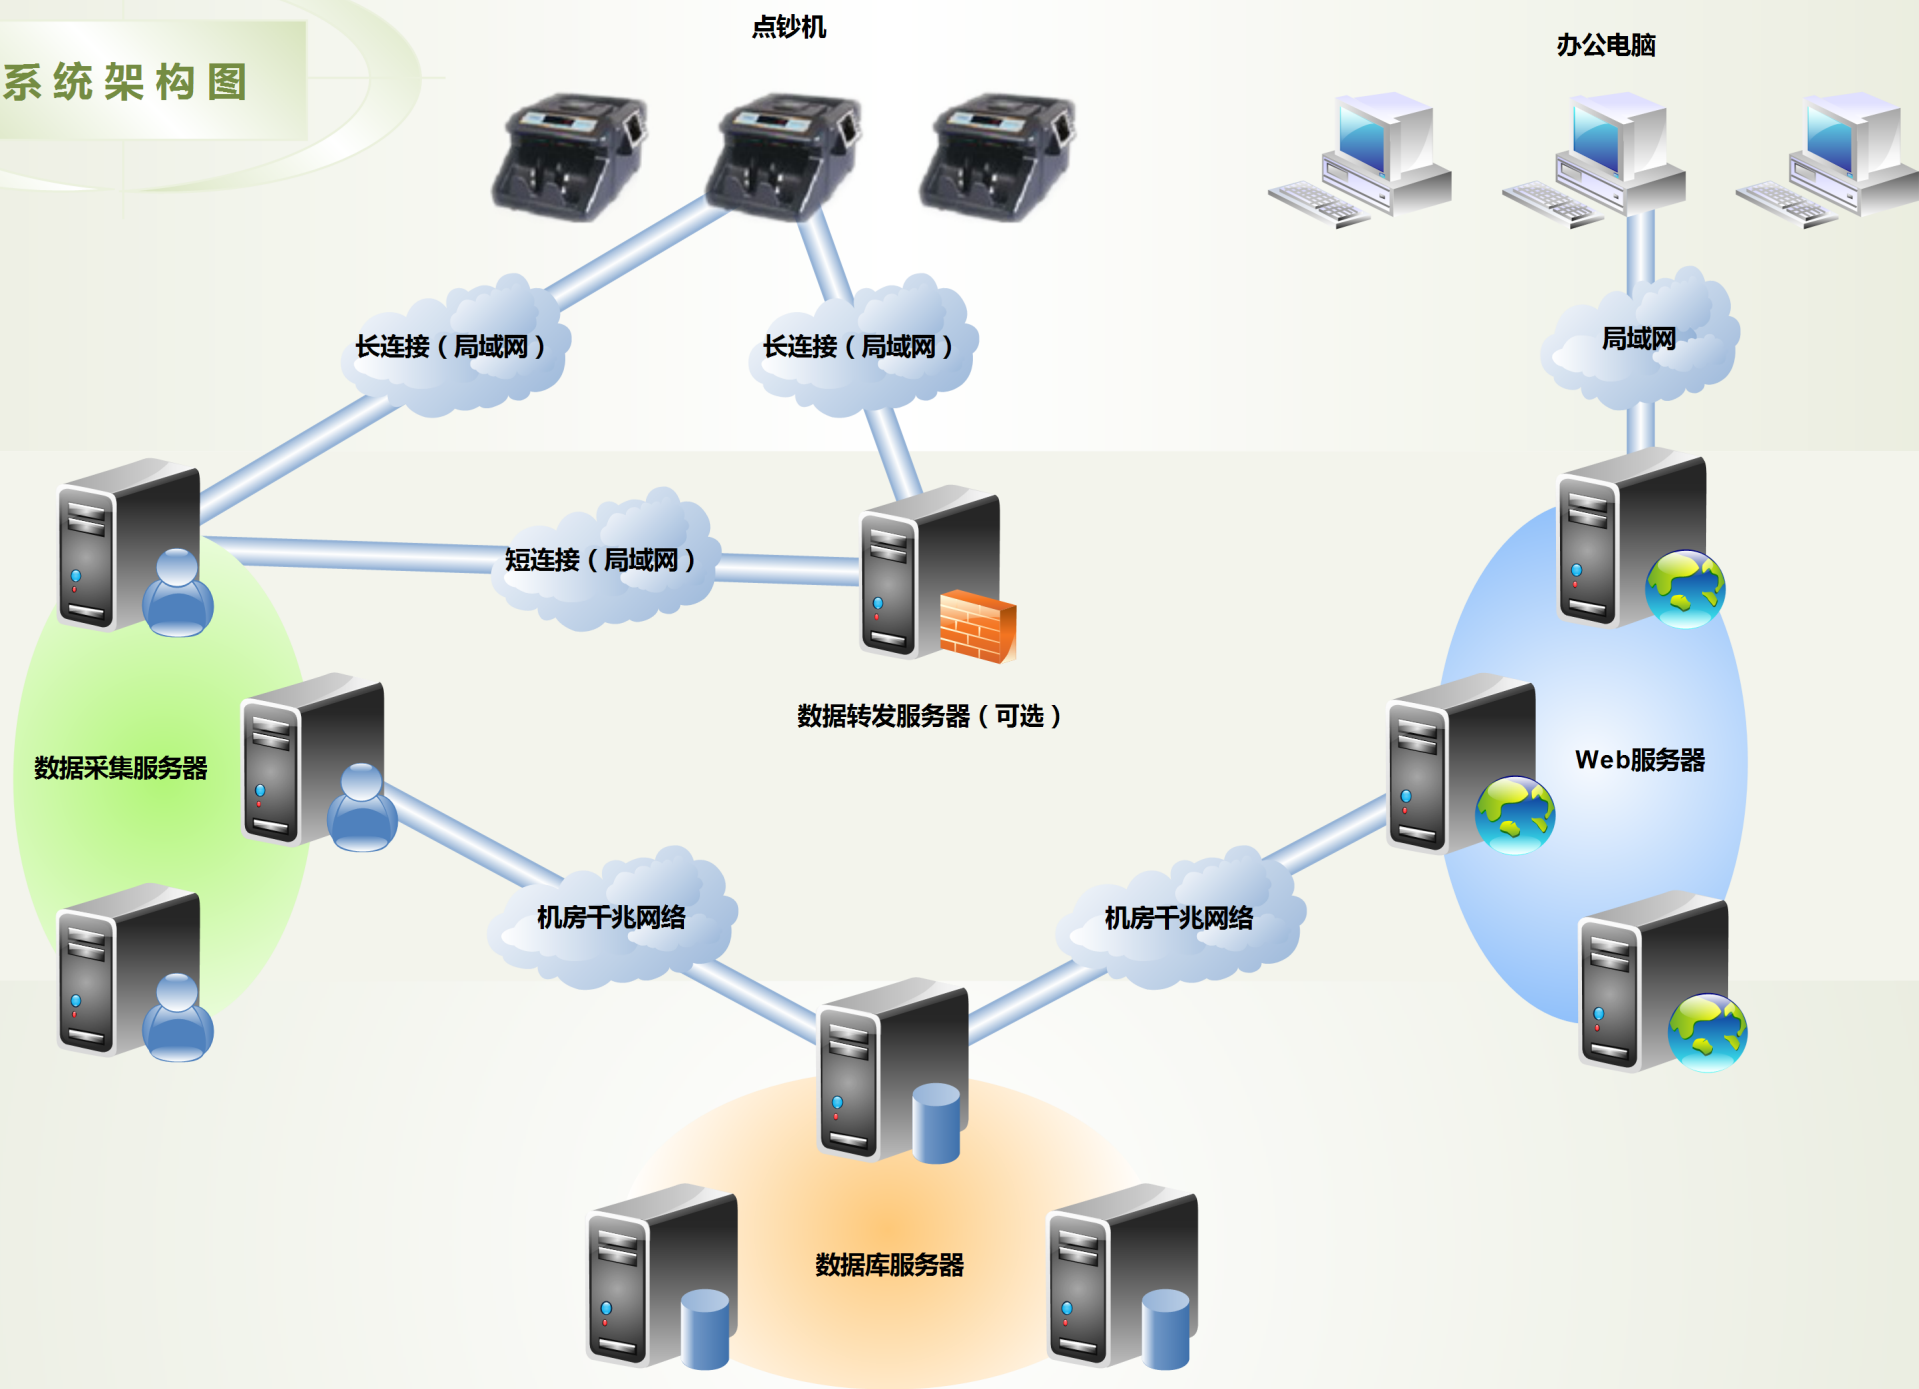 系统架构图
点钞机
办公电脑
长连接（局域网）
长连接（局域网）
局域网
短连接（局域网）
数据转发服务器（可选）
数据采集服务器
Web服务器
机房千兆网络
机房千兆网络
数据库服务器